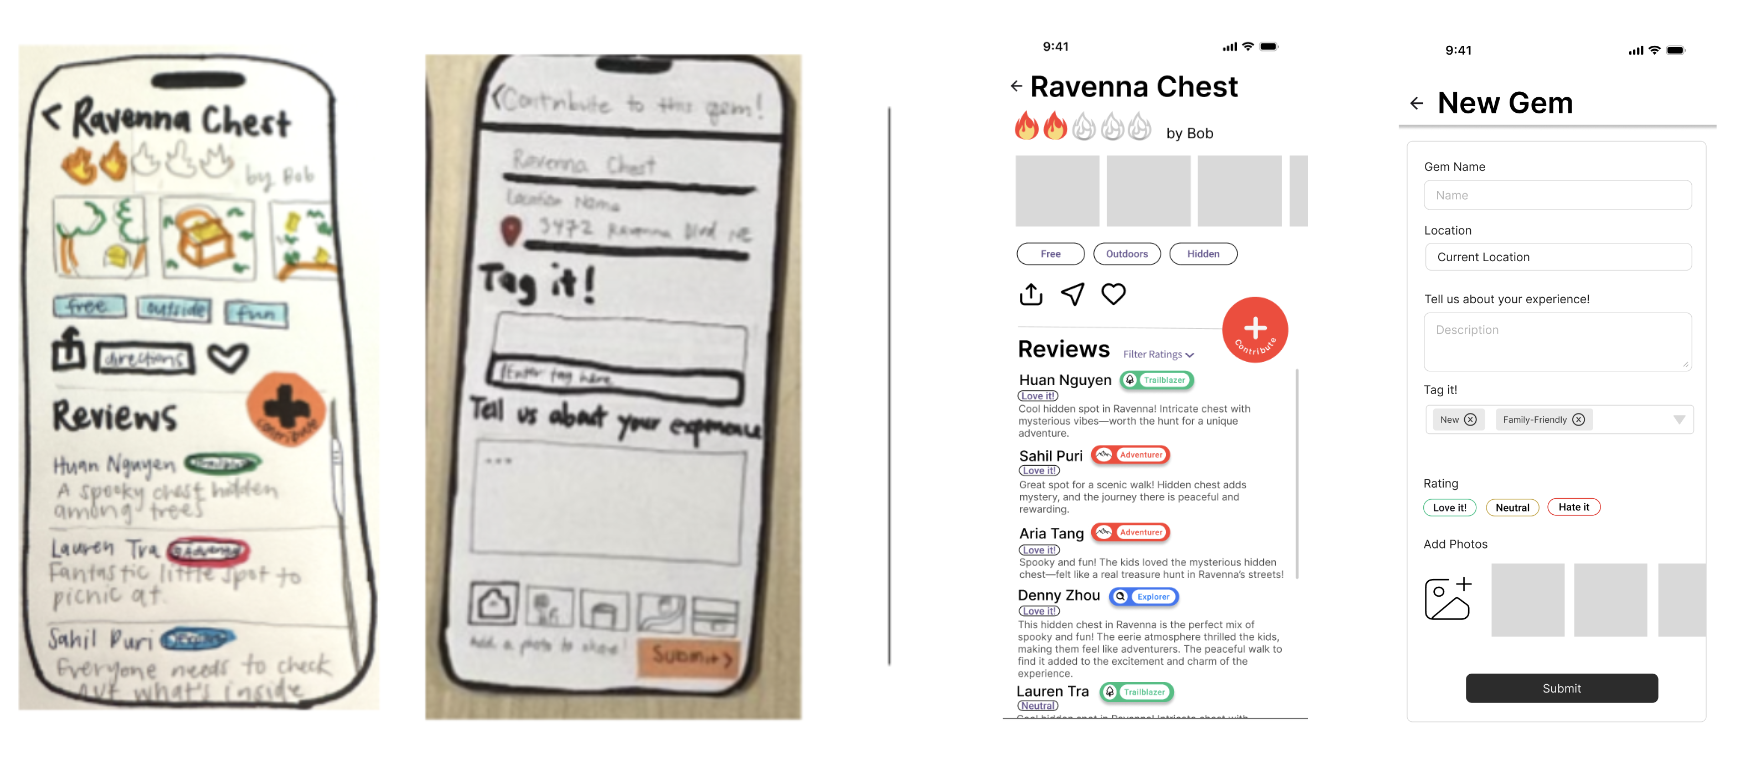 < Ravenna Chest
by Bob
free
outside
fun
directions
Reviews
contribute
Huan Nguyen
A spooky chest hidden
among trees
Lauren Tra
Fantastic little spot to
picnic at.
Sahil Puri
Everyone needs to check
out what's inside
<Contribute to this gem!
Ravenna Chest
Location Name
3472 Ravenna Blvd NE
Tag it!
Enter tag here
Tell us about your experience
...
Add a photo to share!
Submit>
9:41
Ravenna Chest
by Bob
Free
Outdoors
Hidden
Contribute
Reviews
Filter Ratings
Huan Nguyen Trailblazer
Love it!
Cool hidden spot in Ravenna! Intricate chest with
mysterious vibes—worth the hunt for a unique
adventure.
Sahil Puri Adventurer
Love it!
Great spot for a scenic walk! Hidden chest adds
mystery, and the journey there is peaceful and
rewarding.
Aria Tang Adventurer
Love it!
Spooky and fun! The kids loved the mysterious hidden
chest—felt like a real treasure hunt in Ravenna's streets!
Denny Zhou Explorer
Love it!
This hidden chest in Ravenna is the perfect mix of
spooky and fun! The eerie atmosphere thrilled the kids,
making them feel like adventurers. The peaceful walk to
find it added to the excitement and charm of the
experience.
Lauren Tra Trailblazer
Neutral
Cool hidden spot in Ravenna! Intricate chest with
9:41
New Gem
Gem Name
Name
Location
Current Location
Tell us about your experience!
Description
Tag it!
New
Family-Friendly
Rating
Love it!
Neutral
Hate it
Add Photos
Submit